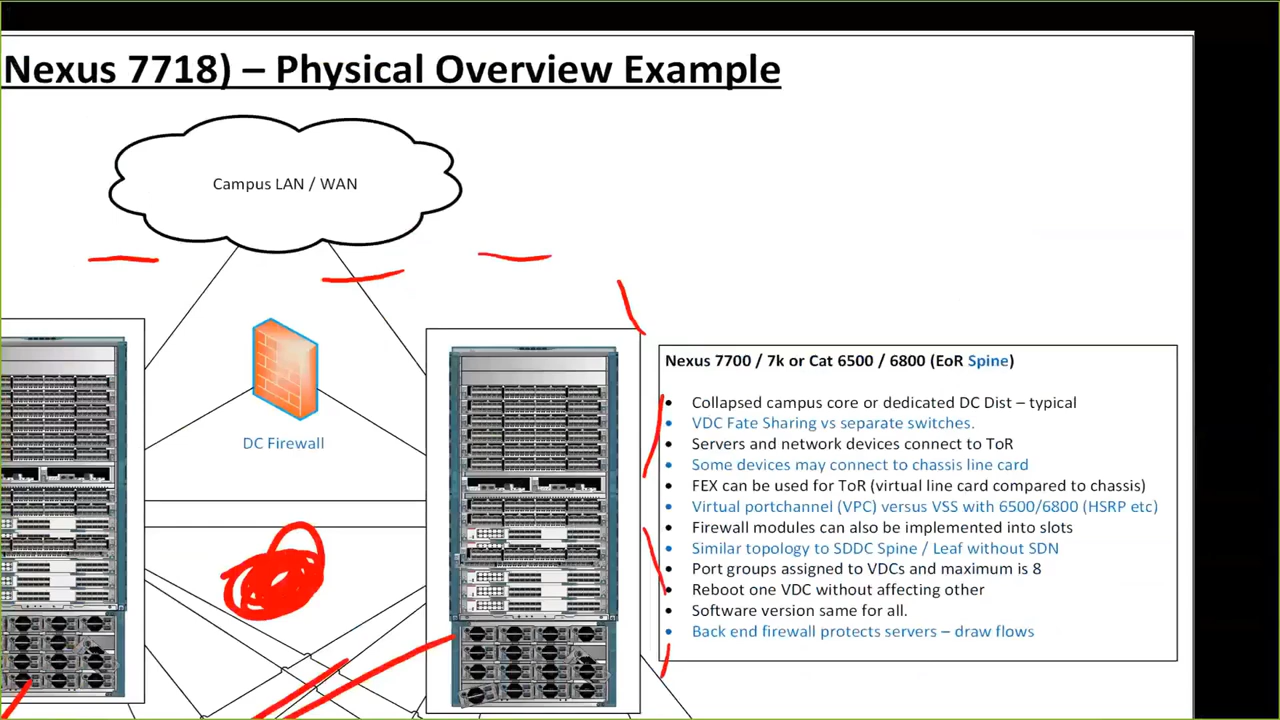 Nexus 7718) – Physical Overview Example
Campus LAN / WAN
DC Firewall
Nexus 7700 / 7k or Cat 6500 / 6800 (EoR Spine)
• Collapsed campus core or dedicated DC Dist – typical
• VDC Fate Sharing vs separate switches.
• Servers and network devices connect to ToR
• Some devices may connect to chassis line card
• FEX can be used for ToR (virtual line card compared to chassis)
• Virtual portchannel (VPC) versus VSS with 6500/6800 (HSRP etc)
• Firewall modules can also be implemented into slots
• Similar topology to SDDC Spine / Leaf without SDN
• Port groups assigned to VDCs and maximum is 8
• Reboot one VDC without affecting other
• Software version same for all.
• Back end firewall protects servers – draw flows